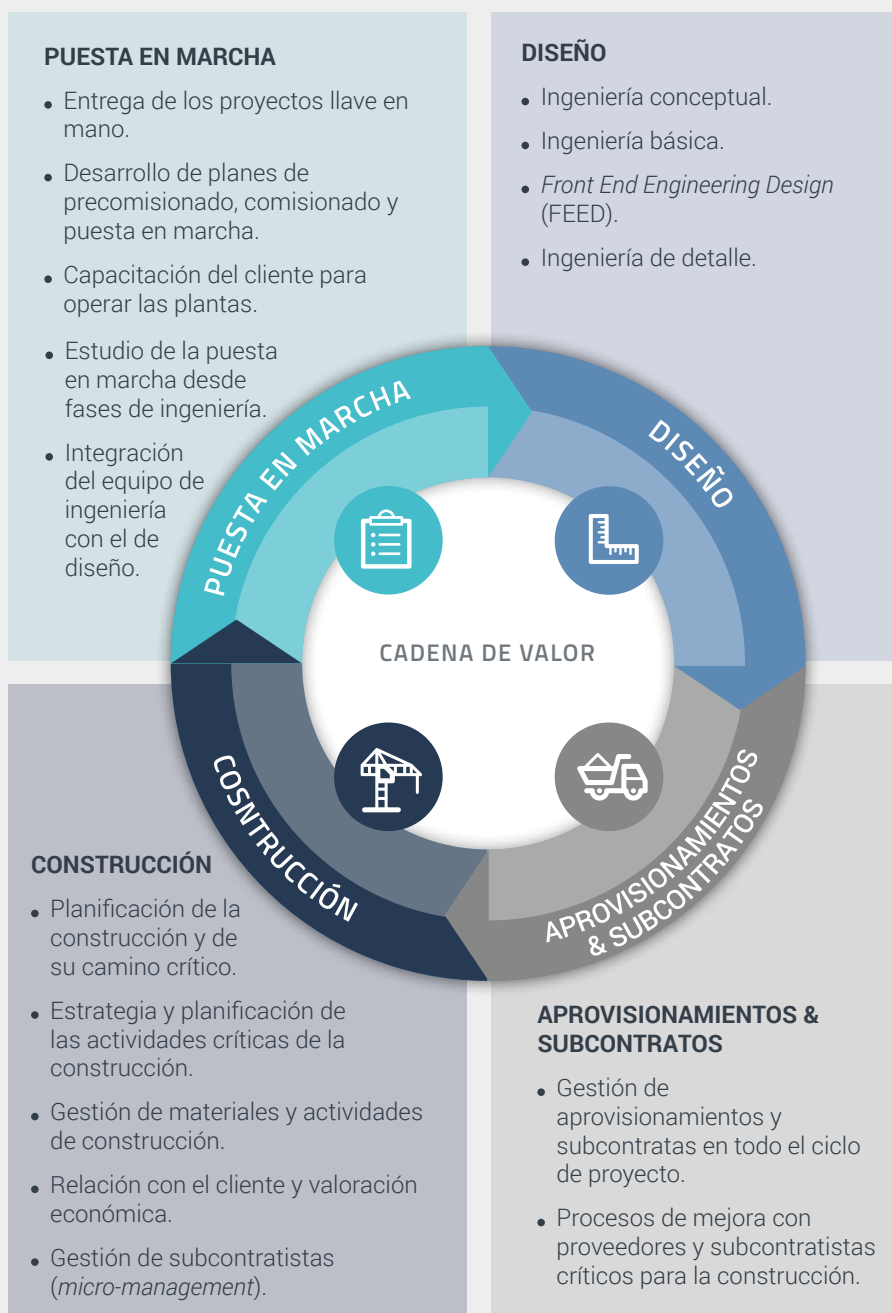 PUESTA EN MARCHA
• Entrega de los proyectos llave en
mano.
• Desarrollo de planes de
precomisionado, comisionado y
puesta en marcha.
• Capacitación del cliente para
operar las plantas.
• Estudio de la puesta
en marcha desde
fases de ingeniería.
• Integración
del equipo de
ingeniería
con el de
diseño.
DISEÑO
• Ingeniería conceptual.
• Ingeniería básica.
• Front End Engineering Design
(FEED).
• Ingeniería de detalle.
PUESTA EN MARCHA
DISEÑO
CADENA DE VALOR
COSNTRUCCIÓN
APROVISIONAMIENTOS
& SUBCONTRATOS
CONSTRUCCIÓN
• Planificación de la
construcción y de
su camino crítico.
• Estrategia y planificación de
las actividades críticas de la
construcción.
• Gestión de materiales y actividades
de construcción.
• Relación con el cliente y valoración
económica.
• Gestión de subcontratistas
(micro-management).
APROVISIONAMIENTOS &
SUBCONTRATOS
• Gestión de
aprovisionamientos y
subcontratas en todo el ciclo
de proyecto.
• Procesos de mejora con
proveedores y subcontratistas
críticos para la construcción.